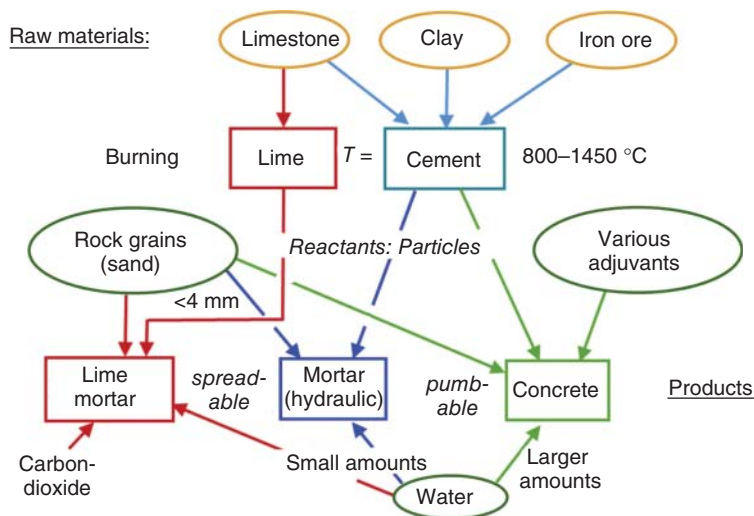 Raw materials:
Limestone
Clay
Iron ore
Burning
Lime
T =
Cement
800–1450 °C
Rock grains
(sand)
Reactants: Particles
Various
adjuvants
<4 mm
Lime
mortar
spread-
able
Mortar
(hydraulic)
pumb-
able
Concrete
Products
Carbon-
dioxide
Small amounts
Water
Larger
amounts